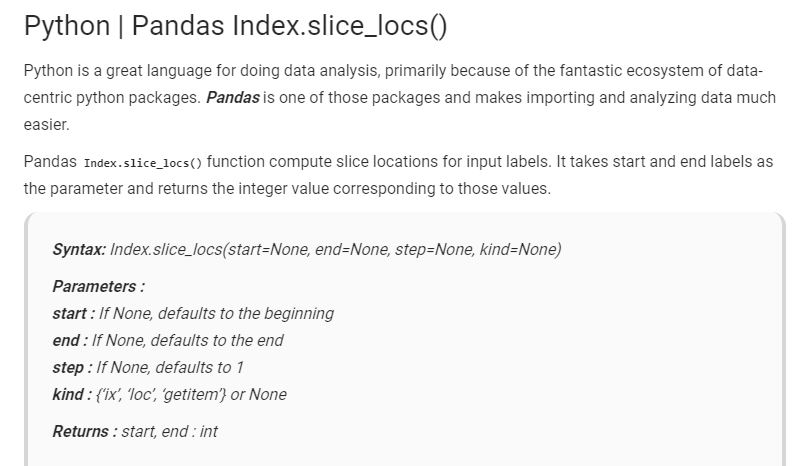 Python | Pandas Index.slice_locs()
Python is a great language for doing data analysis, primarily because of the fantastic ecosystem of data-
centric python packages. Pandas is one of those packages and makes importing and analyzing data much
easier.
Pandas Index.slice_locs() function compute slice locations for input labels. It takes start and end labels as
the parameter and returns the integer value corresponding to those values.
Syntax: Index.slice_locs(start=None, end=None, step=None, kind=None)
Parameters :
start : If None, defaults to the beginning
end : If None, defaults to the end
step : If None, defaults to 1
kind : {‘ix’, ‘loc’, ‘getitem’} or None
Returns : start, end : int